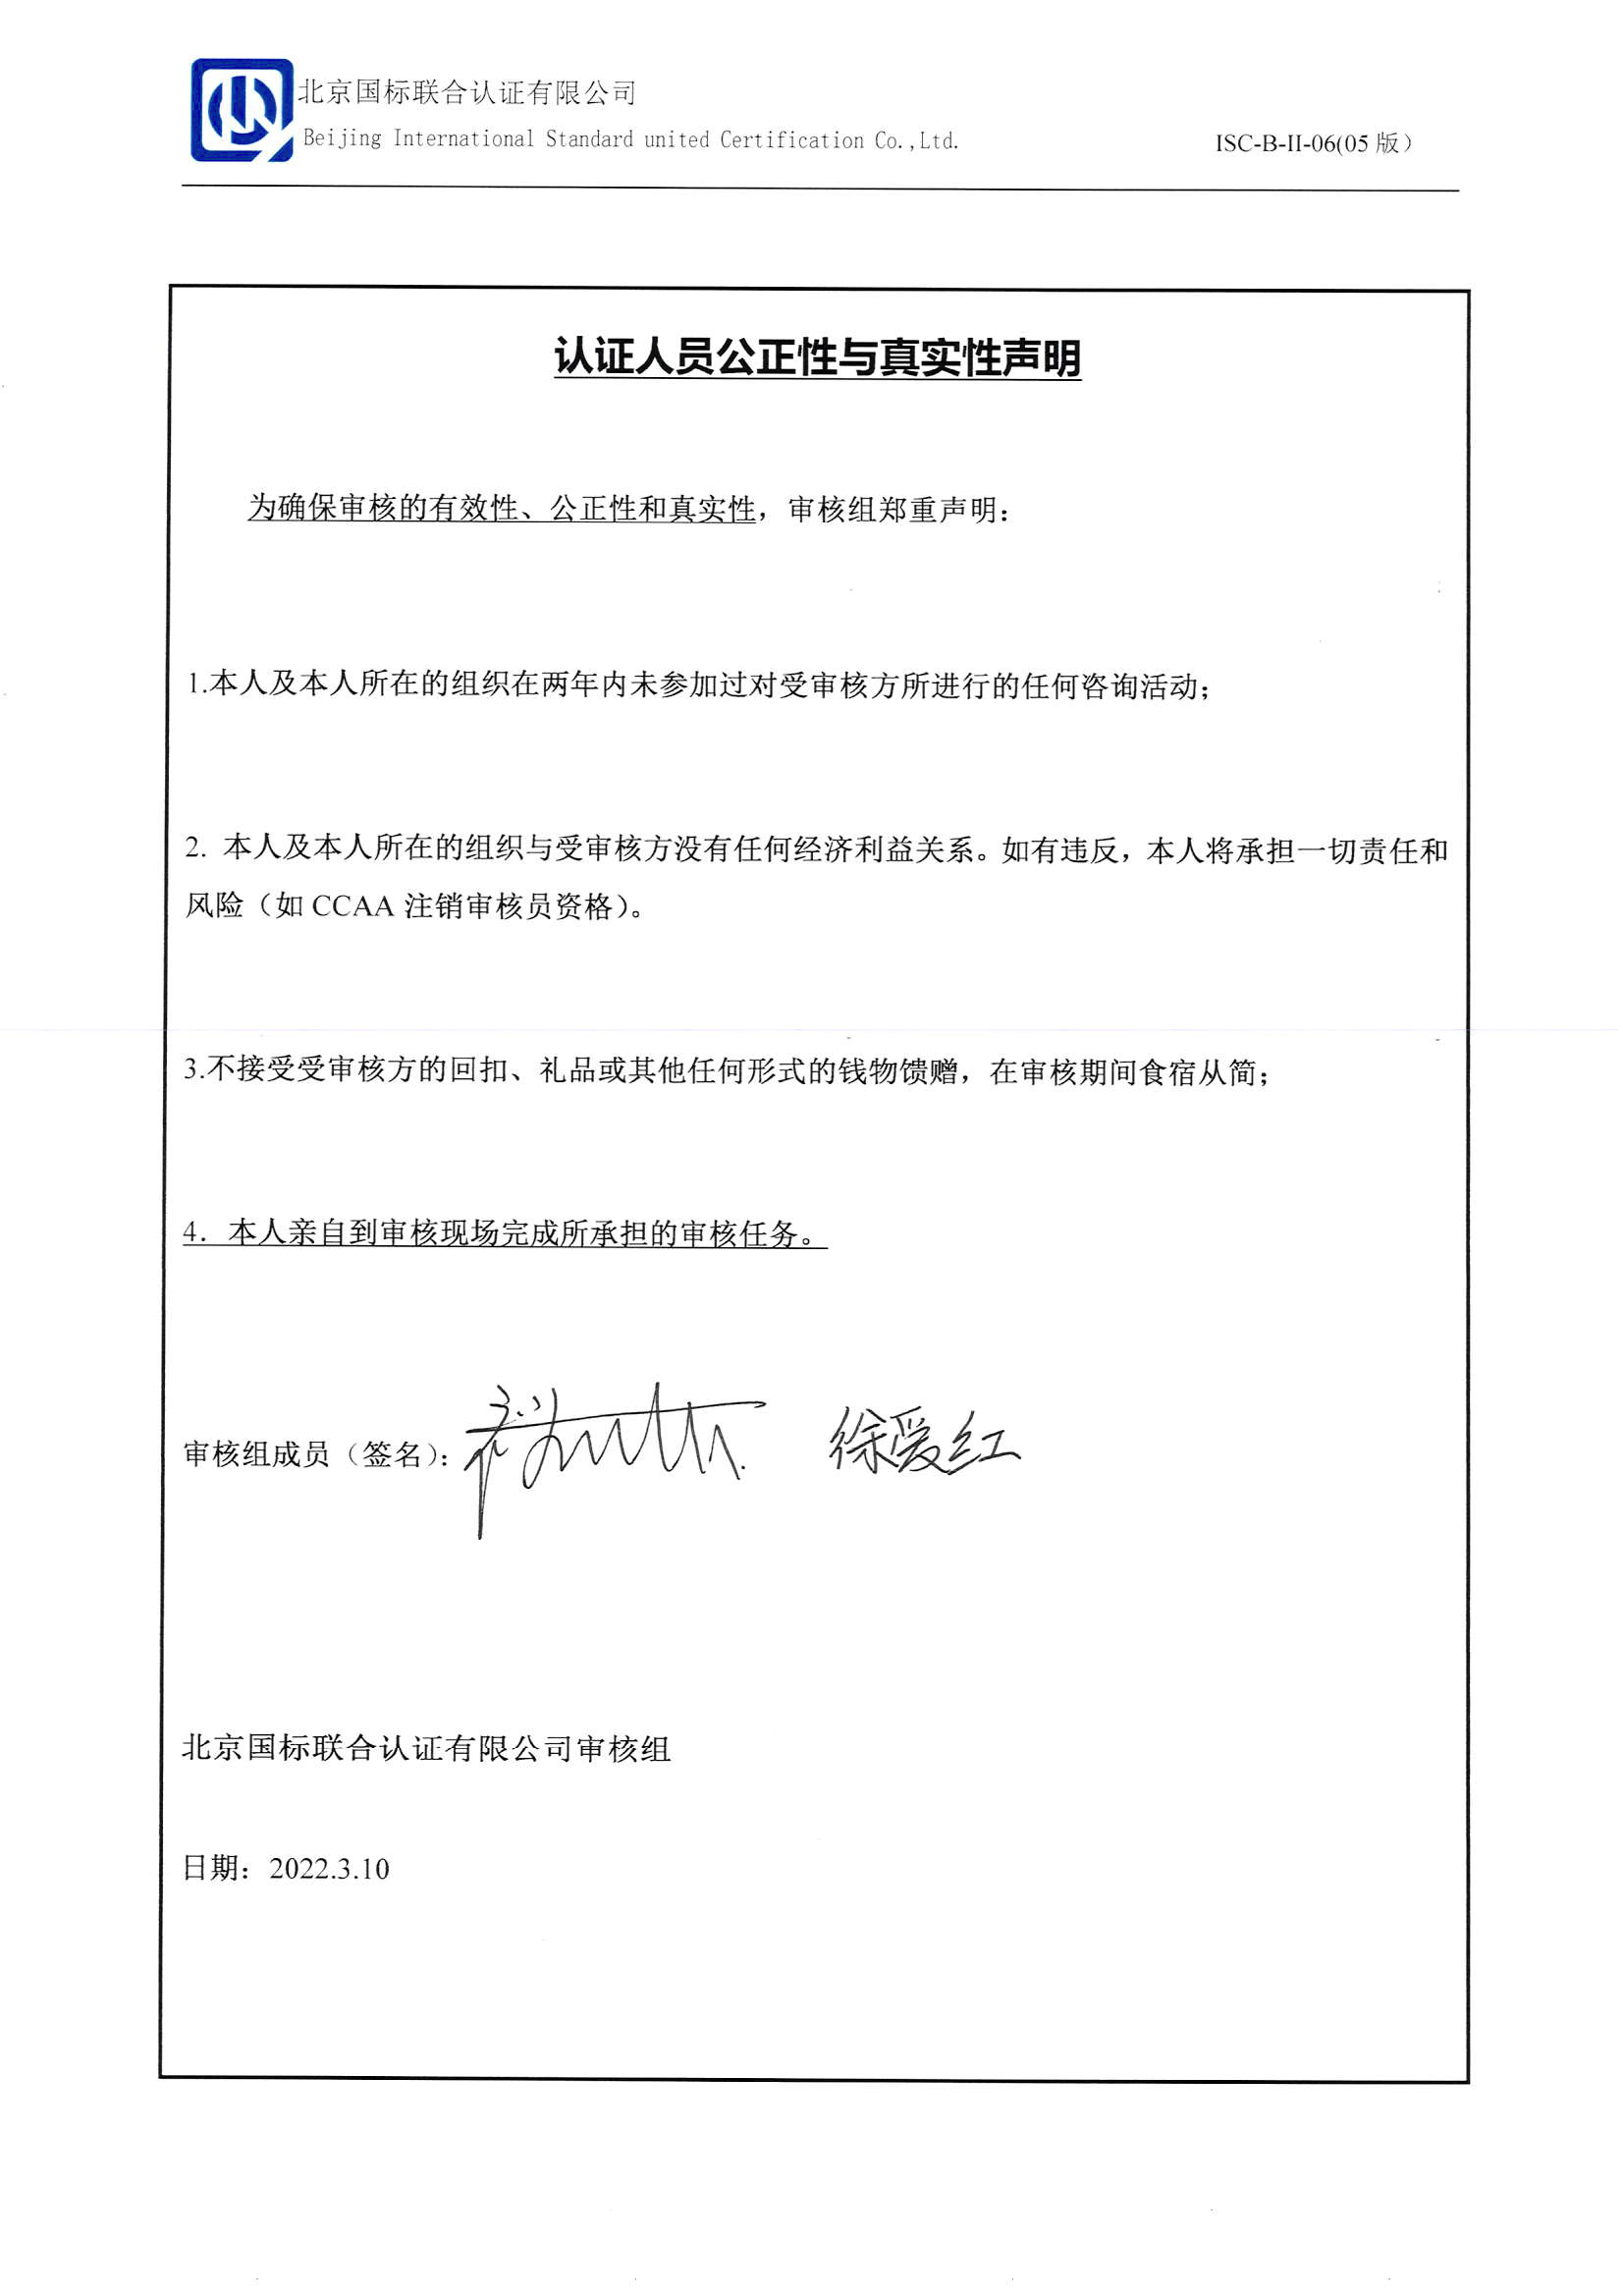 北京国标联合认证有限公司
Beijing International Standard united Certification Co.,Ltd.
ISC-B-II-06(05 版）
认证人员公正性与真实性声明
为确保审核的有效性、公正性和真实性，审核组郑重声明：
1.本人及本人所在的组织在两年内未参加过对受审核方所进行的任何咨询活动；
2. 本人及本人所在的组织与受审核方没有任何经济利益关系。如有违反，本人将承担一切责任和
风险（如 CCAA 注销审核员资格）。
3.不接受受审核方的回扣、礼品或其他任何形式的钱物馈赠，在审核期间食宿从简；
4．本人亲自到审核现场完成所承担的审核任务。
审核组成员（签名）： 徐爱红
北京国标联合认证有限公司审核组
日期：2022.3.10